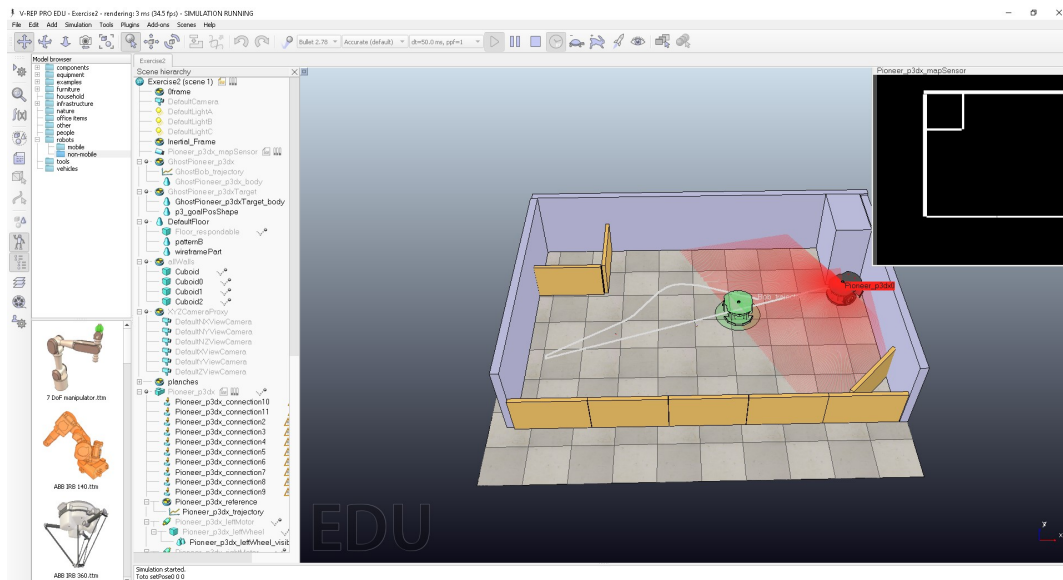 V-REP PRO EDU - Exercise2 - rendering: 3 ms (34.5 fps) - SIMULATION RUNNING
File Edit Add Simulation Tools Plugins Add-ons Scenes Help
Bullet 2.78 Accurate (default) dt=50.0 ms, ppf=1
Model browser
components
equipment
examples
furniture
household
infrastructure
nature
office items
other
people
robots
mobile
non-mobile
tools
vehicles
7 DoF manipulator.ttm
ABB IRB 140.ttm
ABB IRB 360.ttm
Exercise2
Scene hierarchy
Exercise2 (scene 1)
0frame
DefaultCamera
DefaultLightA
DefaultLightB
DefaultLightC
Inertial_Frame
Pioneer_p3dx_mapSensor
GhostPioneer_p3dx
GhostBob_trajectory
GhostPioneer_p3dx_body
GhostPioneer_p3dxTarget
GhostPioneer_p3dxTarget_body
p3_goalPosShape
DefaultFloor
Floor_respondable
patternB
wireframePart
allWalls
Cuboid
Cuboid0
Cuboid1
Cuboid2
XYZCameraProxy
DefaultNXViewCamera
DefaultNYViewCamera
DefaultNZViewCamera
DefaultXViewCamera
DefaultYViewCamera
DefaultZViewCamera
planches
Pioneer_p3dx
Pioneer_p3dx_connection10
Pioneer_p3dx_connection11
Pioneer_p3dx_connection2
Pioneer_p3dx_connection3
Pioneer_p3dx_connection4
Pioneer_p3dx_connection5
Pioneer_p3dx_connection6
Pioneer_p3dx_connection7
Pioneer_p3dx_connection8
Pioneer_p3dx_connection9
Pioneer_p3dx_reference
Pioneer_p3dx_trajectory
Pioneer_p3dx_leftMotor
Pioneer_p3dx_leftWheel
Pioneer_p3dx_leftWheel_visib
Pioneer_p3dx_rightMotor
Pioneer_p3dx_mapSensor
Pioneer_p3dx0
EDU
y
x
Simulation started.
Toto setPose0 0 0